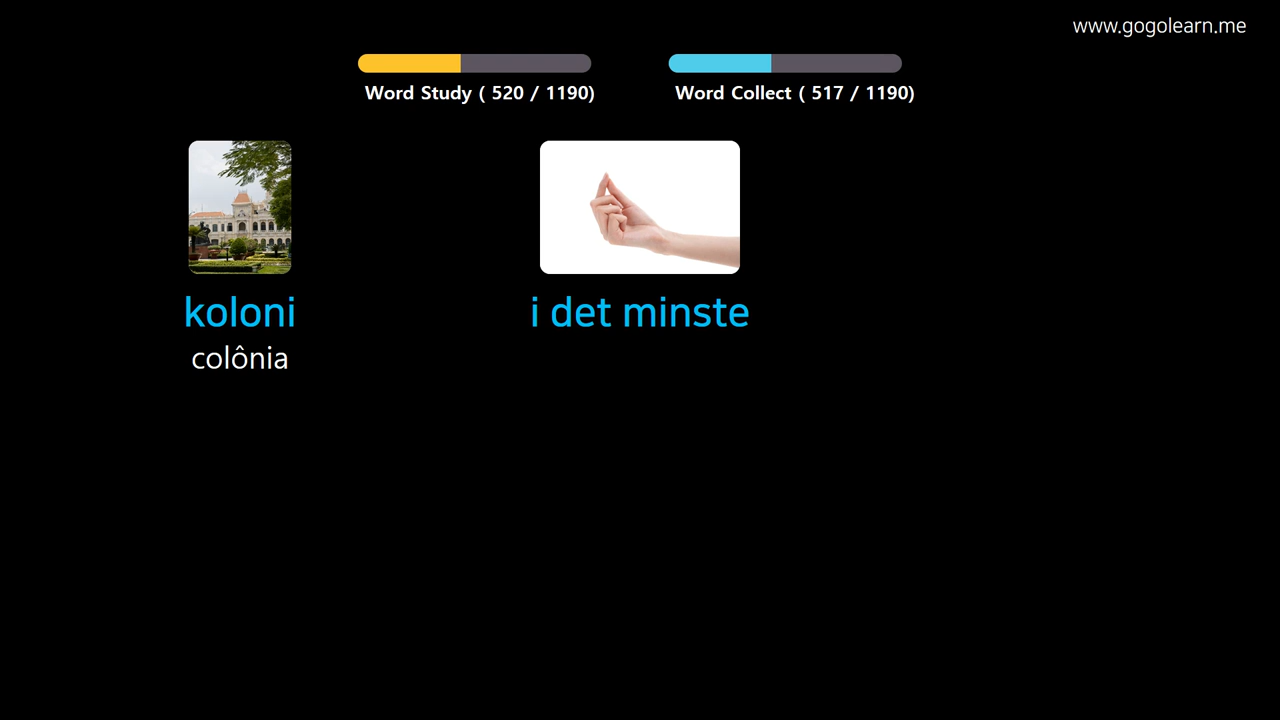 www.gogolearn.me
Word Study ( 520 / 1190)
Word Collect ( 517 / 1190)
koloni
i det minste
colônia